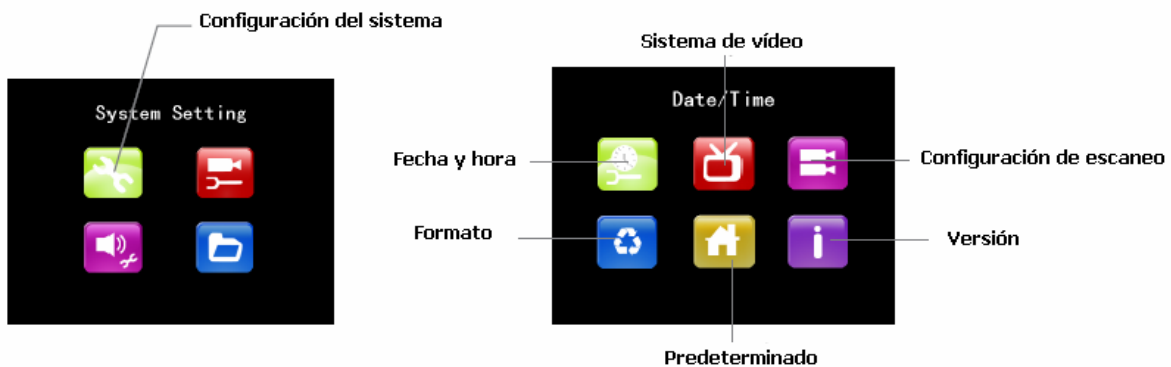 Configuración del sistema
System Setting
Sistema de vídeo
Date/Time
Fecha y hora
Configuración de escaneo
Formato
Versión
Predeterminado